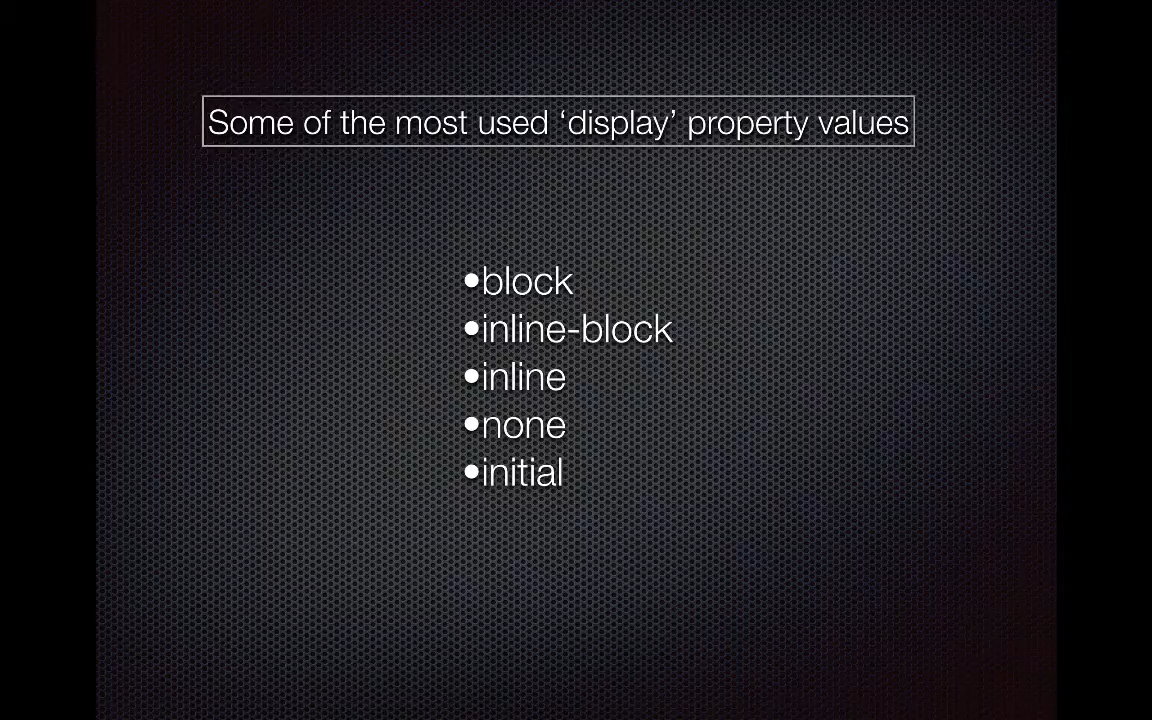 Some of the most used ‘display’ property values
•block
•inline-block
•inline
•none
•initial